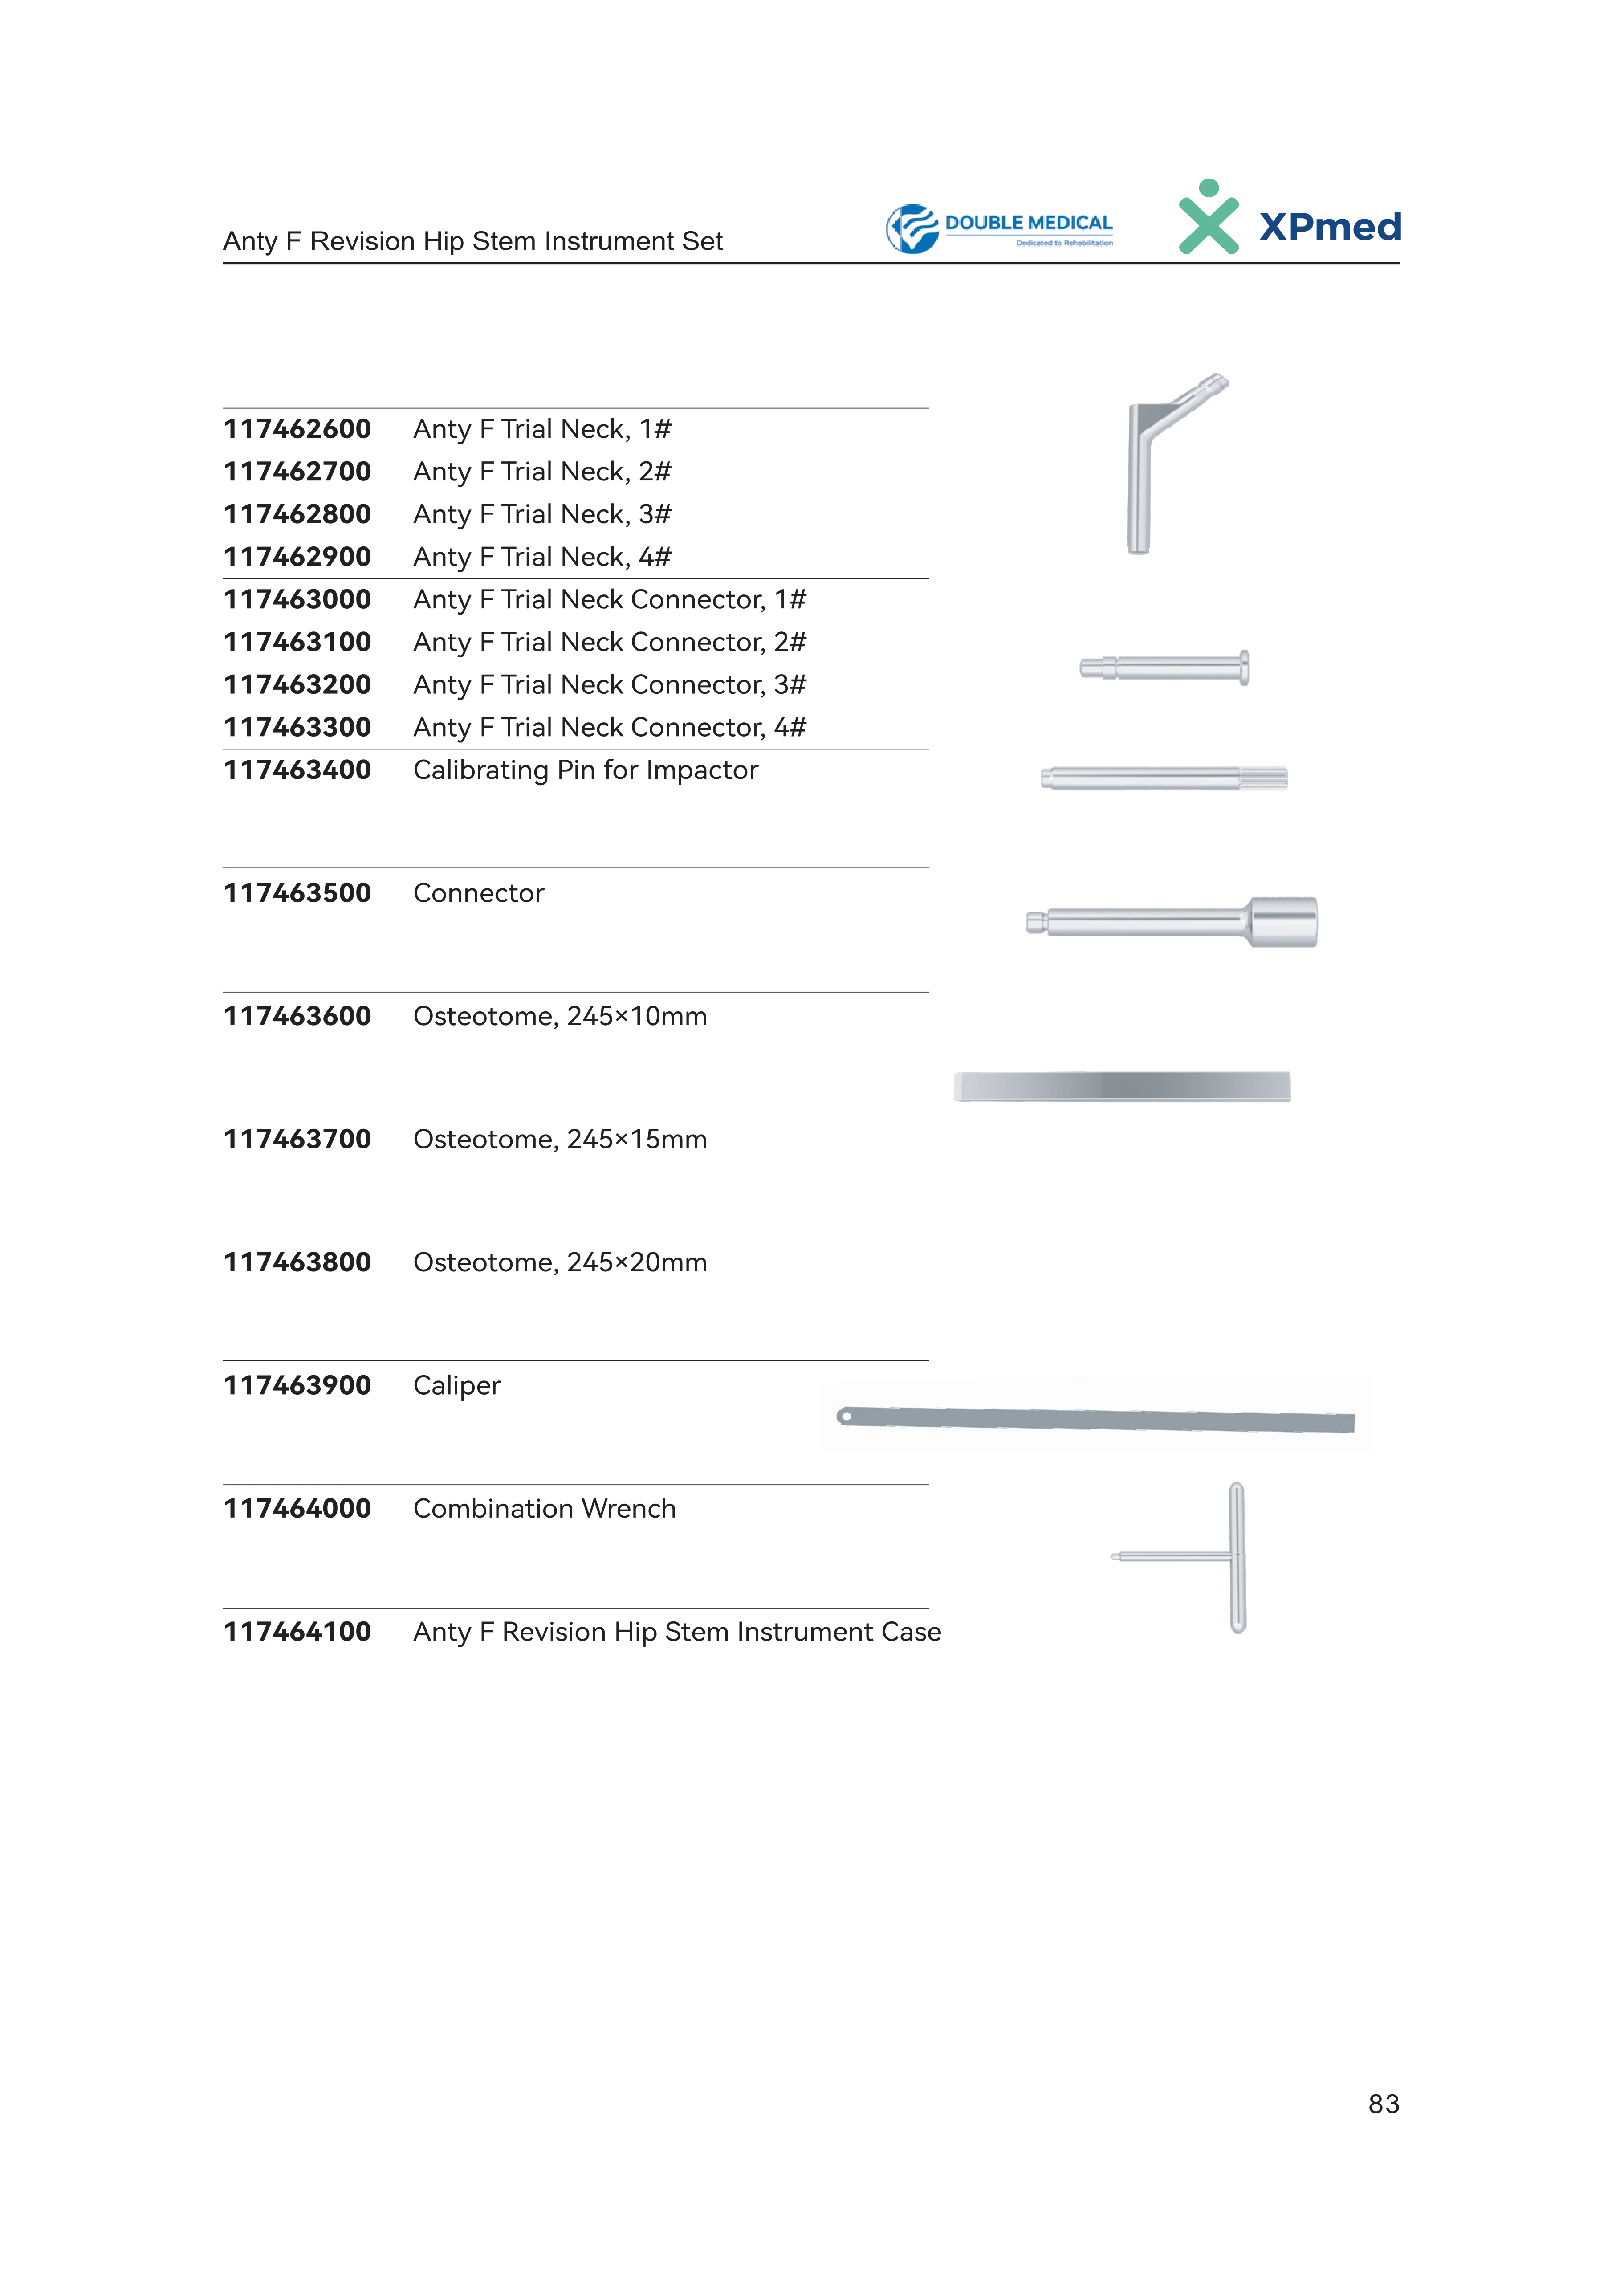 Anty F Revision Hip Stem Instrument Set
DOUBLE MEDICAL
Dedicated to Rehabilitation
XPmed
117462600 Anty F Trial Neck, 1#
117462700 Anty F Trial Neck, 2#
117462800 Anty F Trial Neck, 3#
117462900 Anty F Trial Neck, 4#
117463000 Anty F Trial Neck Connector, 1#
117463100 Anty F Trial Neck Connector, 2#
117463200 Anty F Trial Neck Connector, 3#
117463300 Anty F Trial Neck Connector, 4#
117463400 Calibrating Pin for Impactor
117463500 Connector
117463600 Osteotome, 245×10mm
117463700 Osteotome, 245×15mm
117463800 Osteotome, 245×20mm
117463900 Caliper
117464000 Combination Wrench
117464100 Anty F Revision Hip Stem Instrument Case
83